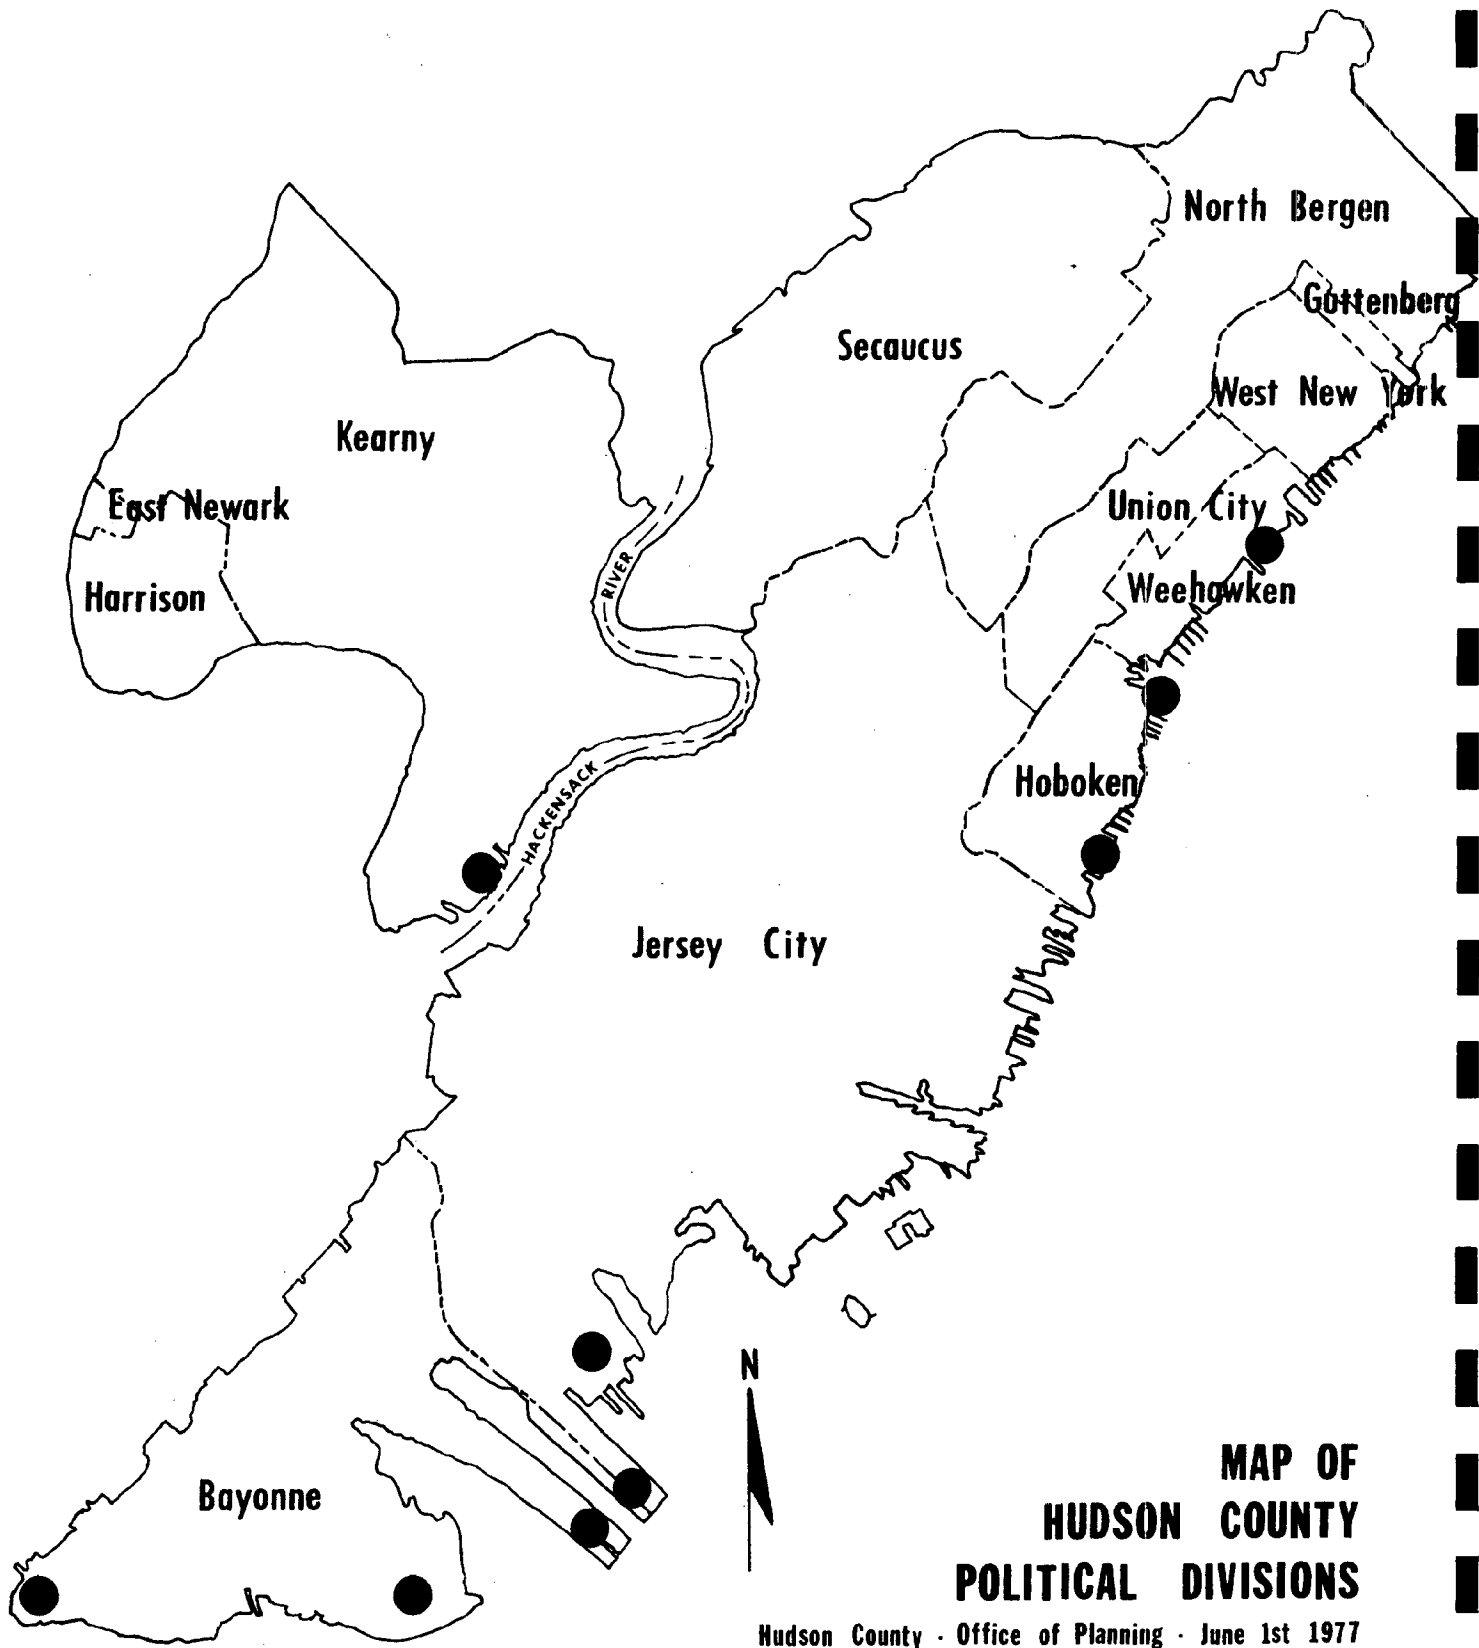 North Bergen
Guttenberg
Secaucus
West New York
Kearny
East Newark
Union City
Harrison
RIVER
Weehawken
Hoboken
HACKENSACK
Jersey City
N
Bayonne
MAP OF
HUDSON COUNTY
POLITICAL DIVISIONS
Hudson County · Office of Planning · June 1st 1977